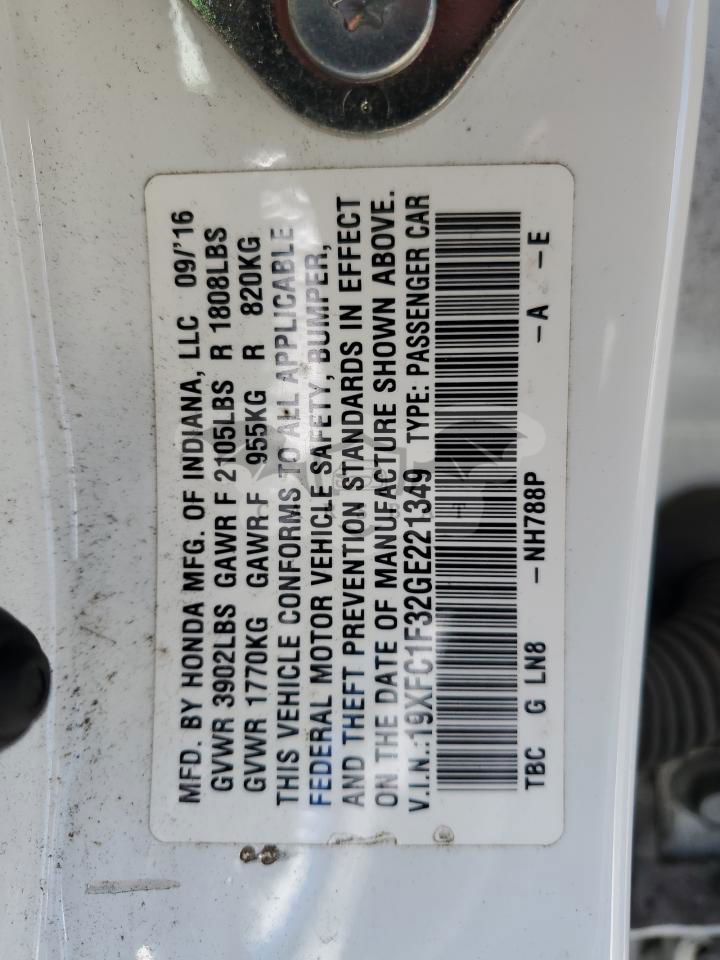 MFD. BY HONDA MFG. OF INDIANA, LLC 09/'16
GVWR 3902LBS GAWR F 2105LBS R 1808LBS
GVWR 1770KG GAWR F 955KG R 820KG
THIS VEHICLE CONFORMS TO ALL APPLICABLE
FEDERAL MOTOR VEHICLE SAFETY, BUMPER,
AND THEFT PREVENTION STANDARDS IN EFFECT
ON THE DATE OF MANUFACTURE SHOWN ABOVE.
V.I.N.:19XFC1F32GE221349 TYPE: PASSENGER CAR
TBC G LN8 -NH788P -A -E